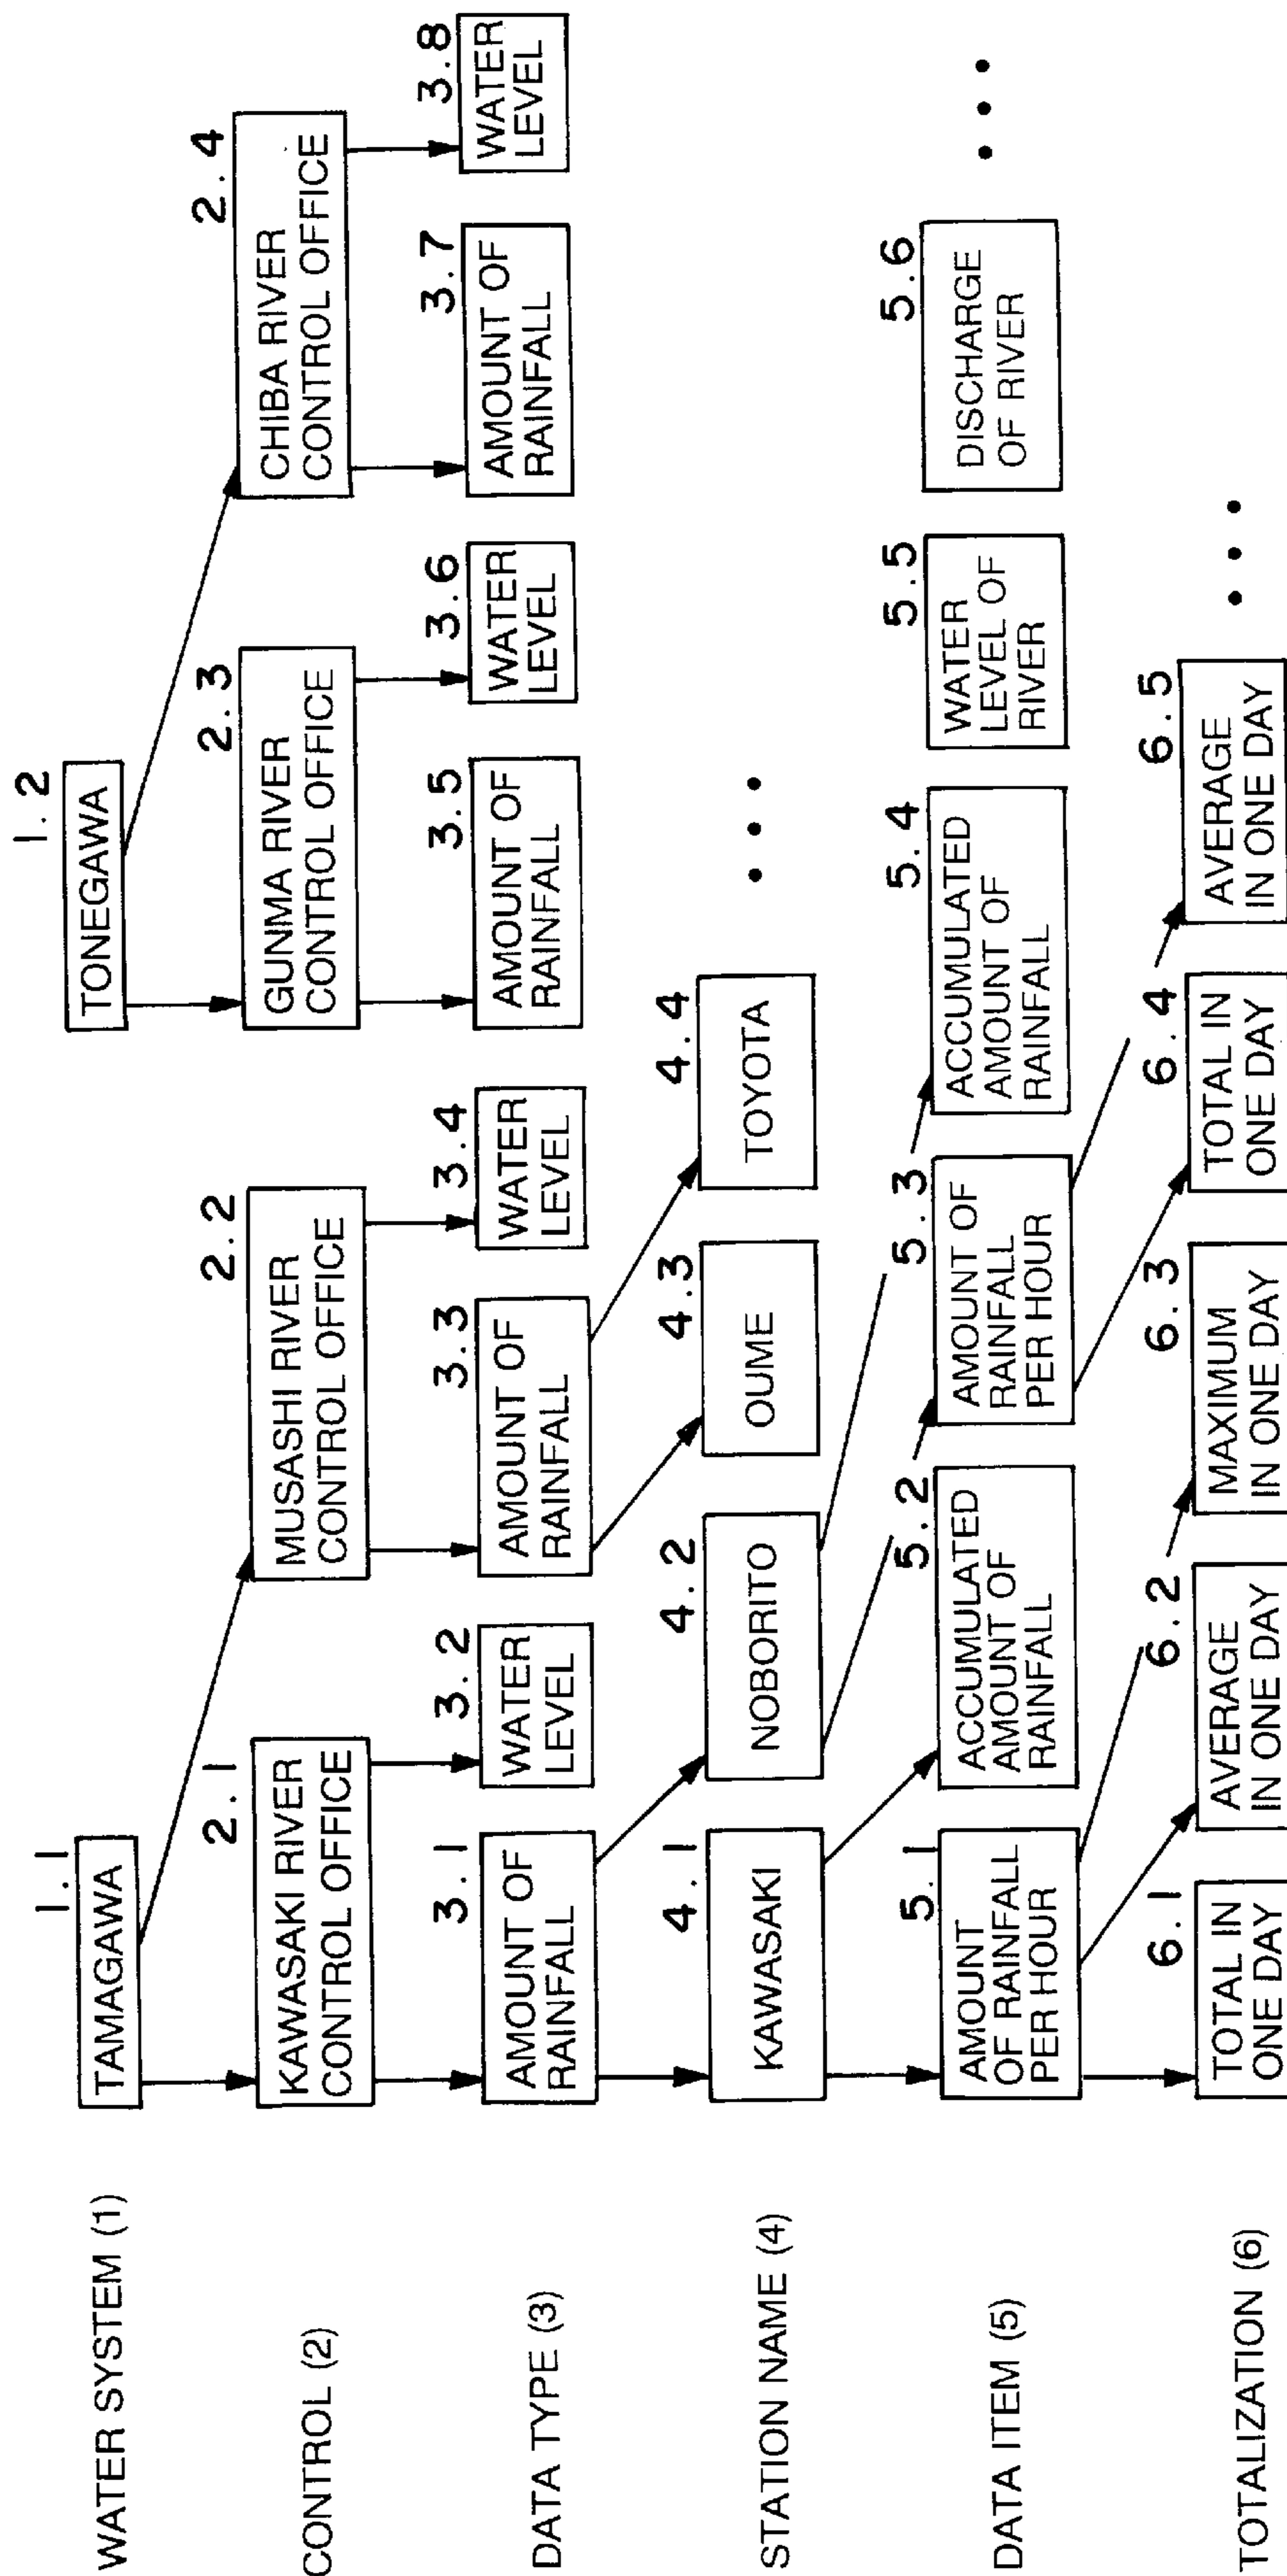 WATER SYSTEM (1)
1.1
TAMAGAWA
1.2
TONEGAWA
CONTROL (2)
2.1
KAWASAKI RIVER
CONTROL OFFICE
2.2
MUSASHI RIVER
CONTROL OFFICE
2.3
GUNMA RIVER
CONTROL OFFICE
2.4
CHIBA RIVER
CONTROL OFFICE
DATA TYPE (3)
3.1
AMOUNT OF
RAINFALL
3.2
WATER
LEVEL
3.3
AMOUNT OF
RAINFALL
3.4
WATER
LEVEL
3.5
AMOUNT OF
RAINFALL
3.6
WATER
LEVEL
3.7
AMOUNT OF
RAINFALL
3.8
WATER
LEVEL
STATION NAME (4)
4.1
KAWASAKI
4.2
NOBORITO
4.3
OUME
4.4
TOYOTA
• • •
DATA ITEM (5)
5.1
AMOUNT
OF RAINFALL
PER HOUR
5.2
ACCUMULATED
AMOUNT OF
RAINFALL
5.3
AMOUNT OF
RAINFALL
PER HOUR
5.4
ACCUMULATED
AMOUNT OF
RAINFALL
5.5
WATER
LEVEL OF
RIVER
5.6
DISCHARGE
OF RIVER
• • •
TOTALIZATION (6)
6.1
TOTAL IN
ONE DAY
6.2
AVERAGE
IN ONE DAY
6.3
MAXIMUM
IN ONE DAY
6.4
TOTAL IN
ONE DAY
6.5
AVERAGE
IN ONE DAY
• • •